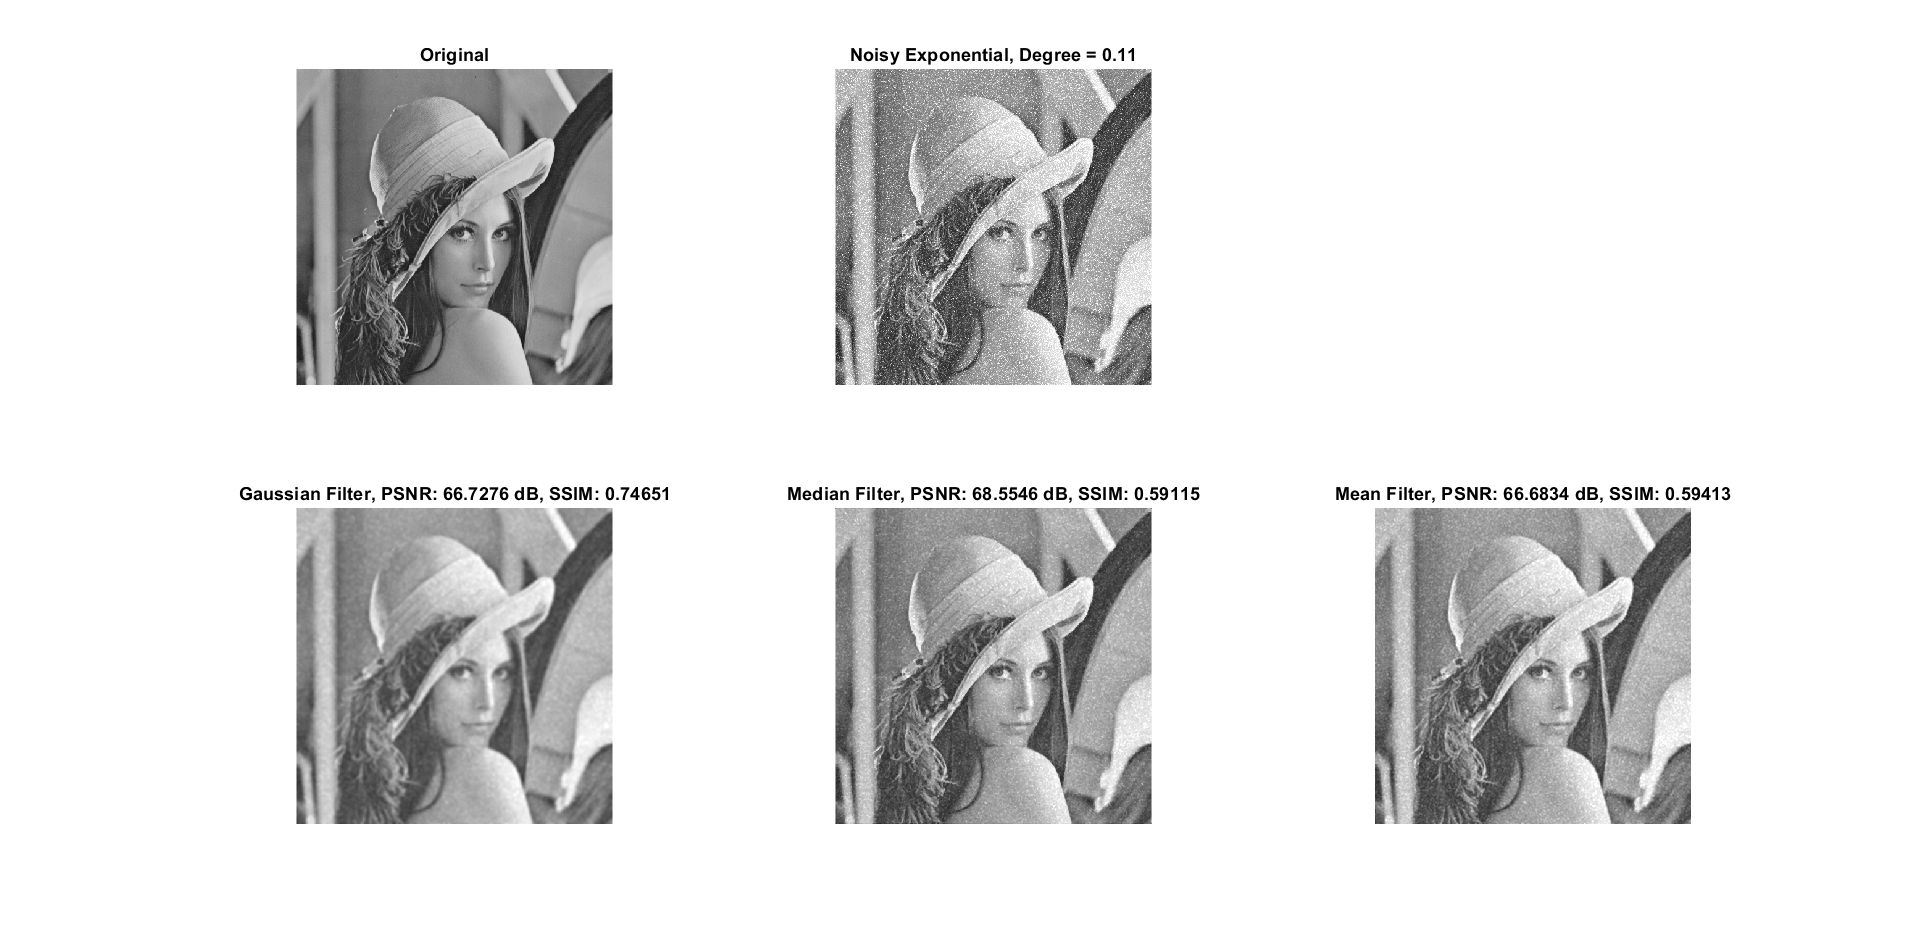 Original
Noisy Exponential, Degree = 0.11
Gaussian Filter, PSNR: 66.7276 dB, SSIM: 0.74651
Median Filter, PSNR: 68.5546 dB, SSIM: 0.59115
Mean Filter, PSNR: 66.6834 dB, SSIM: 0.59413